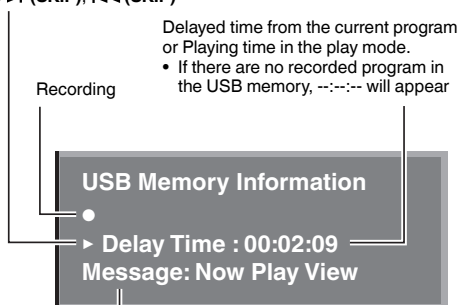 (SKIP), (SKIP)
Delayed time from the current program
or Playing time in the play mode.
• If there are no recorded program in
the USB memory, --:--:-- will appear
Recording
USB Memory Information
●
► Delay Time : 00:02:09
Message: Now Play View